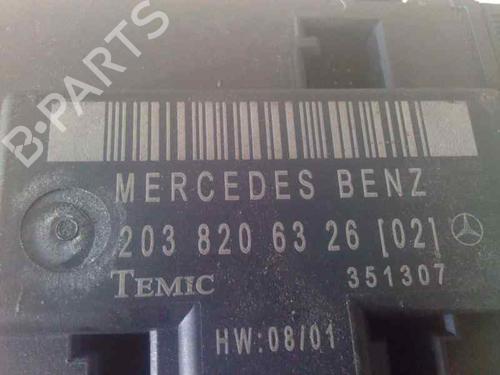 B-PARTS
MERCEDES BENZ
203 820 63 26 [02]
TEMIC 351307
HW:08/01